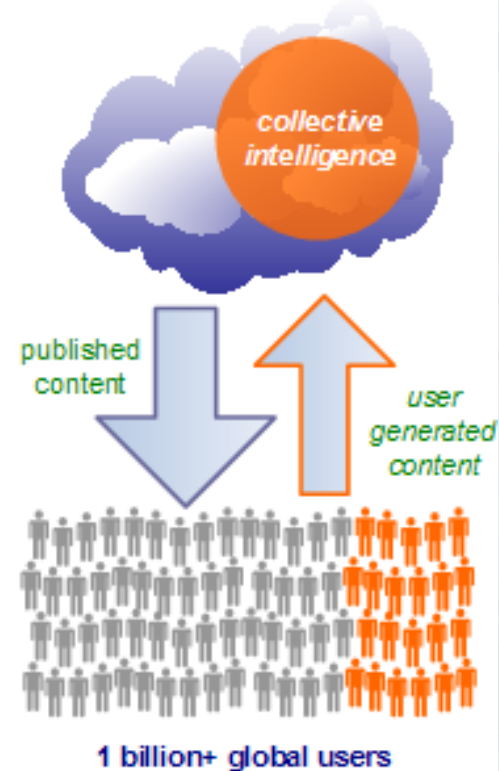 collective
intelligence
published
content
user
generated
content
1 billion+ global users